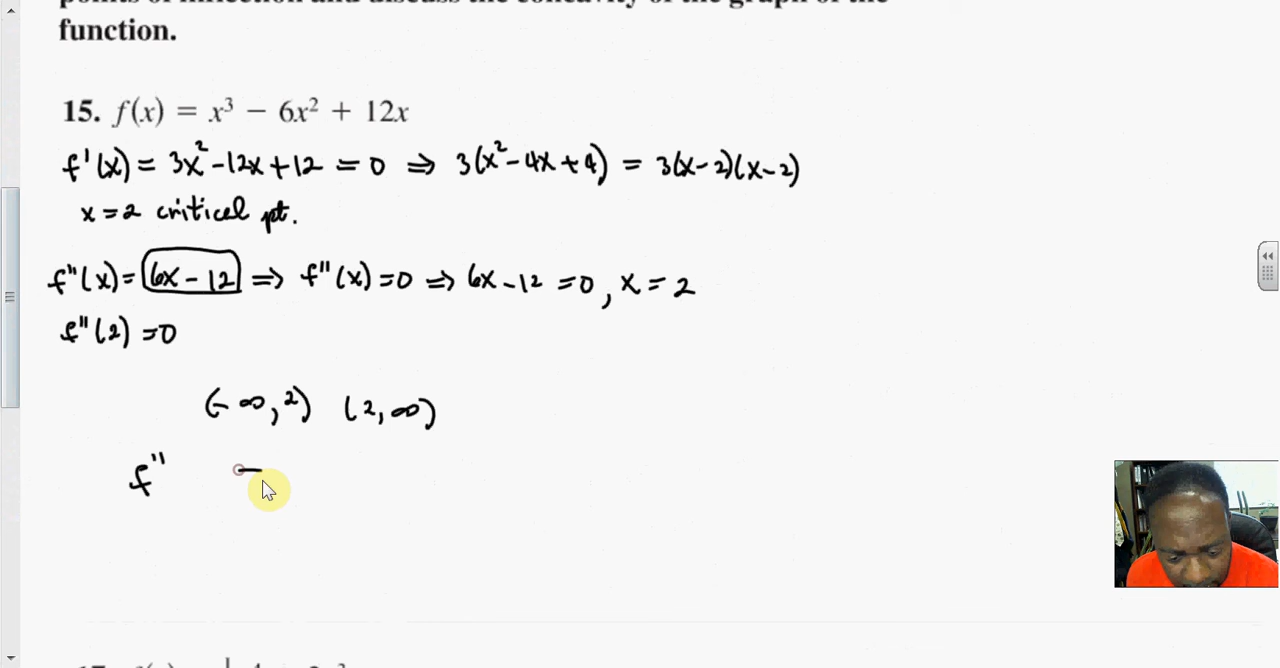 function.
15. f(x) = x³ − 6x² + 12x
f'(x) = 3x² - 12x + 12 = 0 ⇒ 3(x² - 4x + 4) = 3(x-2)(x-2)
x = 2 critical pt.
f"(x) = 6x - 12 ⇒ f"(x) = 0 ⇒ 6x - 12 = 0, x = 2
f"(2) = 0
(-∞, 2) (2, ∞)
f" -